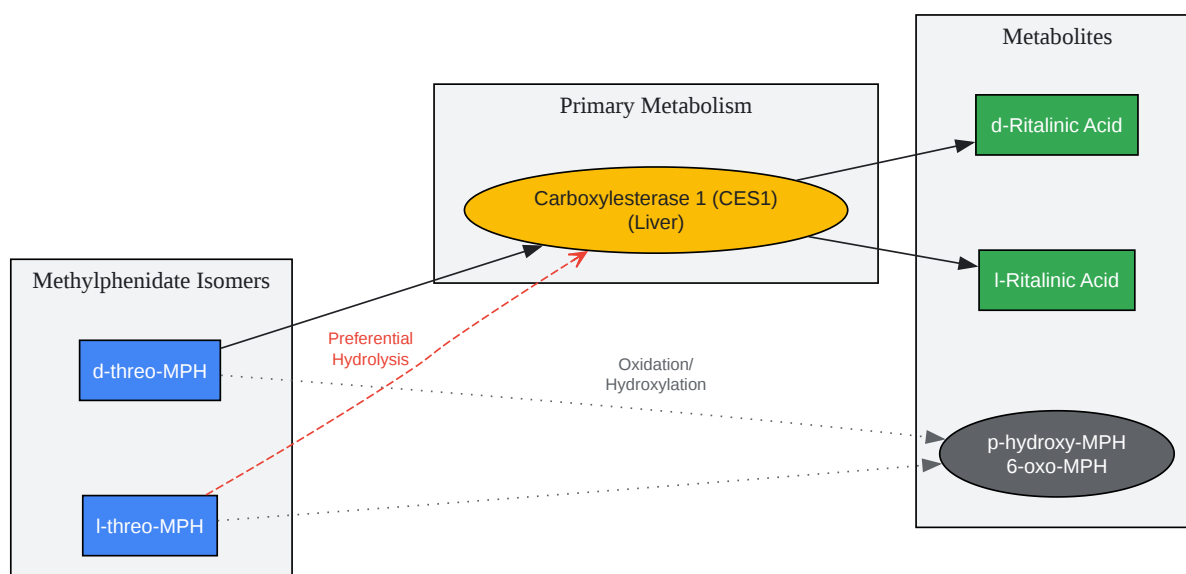 Methylphenidate Isomers
d-threo-MPH
l-threo-MPH
Preferential
Hydrolysis
Primary Metabolism
Carboxylesterase 1 (CES1)
(Liver)
Oxidation/
Hydroxylation
Metabolites
d-Ritalinic Acid
l-Ritalinic Acid
p-hydroxy-MPH
6-oxo-MPH